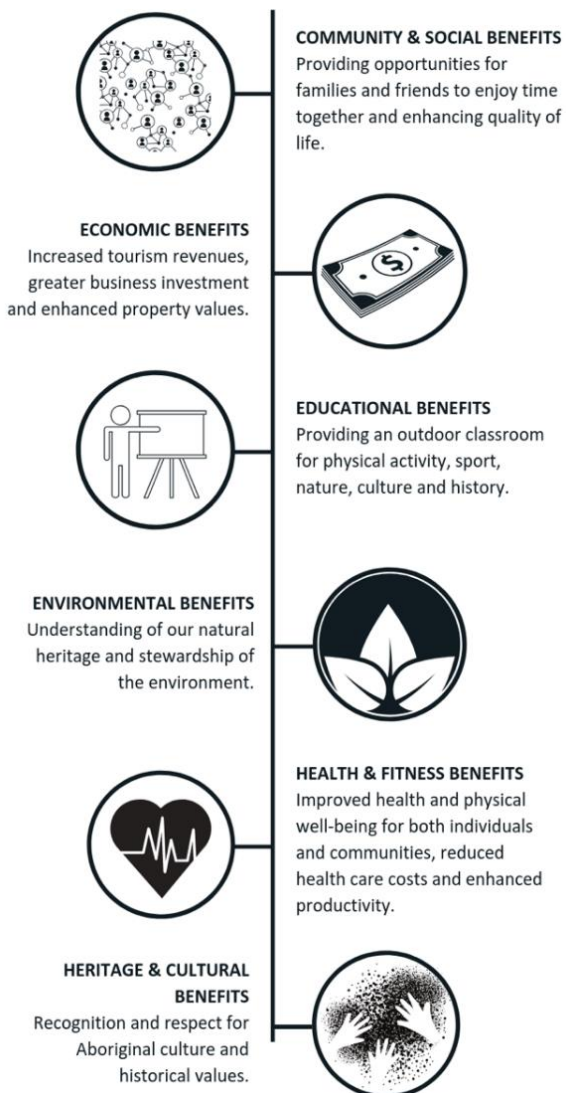 COMMUNITY & SOCIAL BENEFITS
Providing opportunities for
families and friends to enjoy time
together and enhancing quality of
life.
ECONOMIC BENEFITS
Increased tourism revenues,
greater business investment
and enhanced property values.
EDUCATIONAL BENEFITS
Providing an outdoor classroom
for physical activity, sport,
nature, culture and history.
ENVIRONMENTAL BENEFITS
Understanding of our natural
heritage and stewardship of
the environment.
HEALTH & FITNESS BENEFITS
Improved health and physical
well-being for both individuals
and communities, reduced
health care costs and enhanced
productivity.
HERITAGE & CULTURAL
BENEFITS
Recognition and respect for
Aboriginal culture and
historical values.